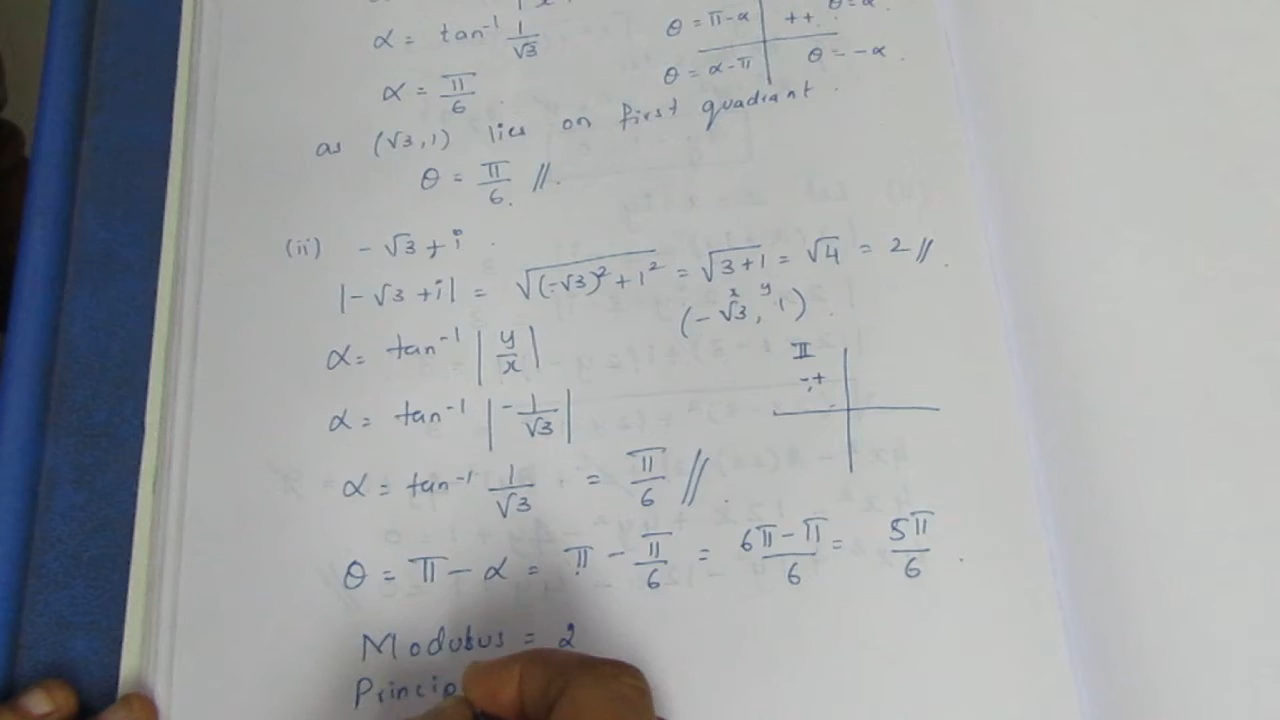 α = tan⁻¹ 1/√3
θ = π-α ++ θ=α.
α = π/6
θ = α-π θ = -α.
as (√3,1) lies on first quadrant.
θ = π/6 //.
(ii) -√3 + i.
|-√3 + i| = √((-√3)² + 1²) = √(3+1) = √4 = 2 //.
x y
(-√3, 1).
α = tan⁻¹ |y/x|
II
-,+
α = tan⁻¹ |-1/√3|
α = tan⁻¹ 1/√3 = π/6 //.
θ = π - α = π - π/6 = (6π-π)/6 = 5π/6.
Modulus = 2
Princip